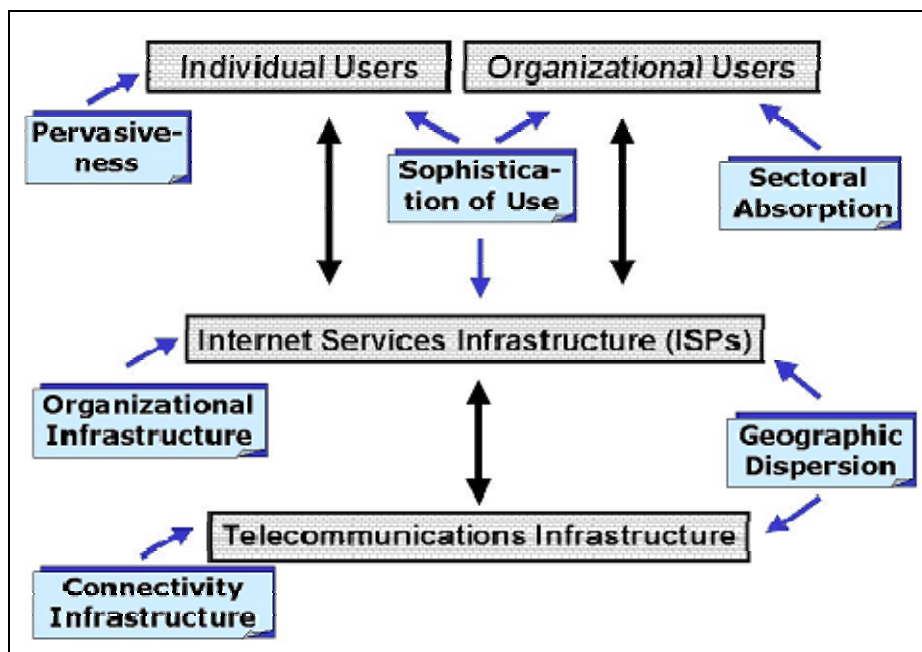 Individual Users
Organizational Users
Pervasive-
ness
Sophistica-
tion of Use
Sectoral
Absorption
Internet Services Infrastructure (ISPs)
Organizational
Infrastructure
Geographic
Dispersion
Telecommunications Infrastructure
Connectivity
Infrastructure